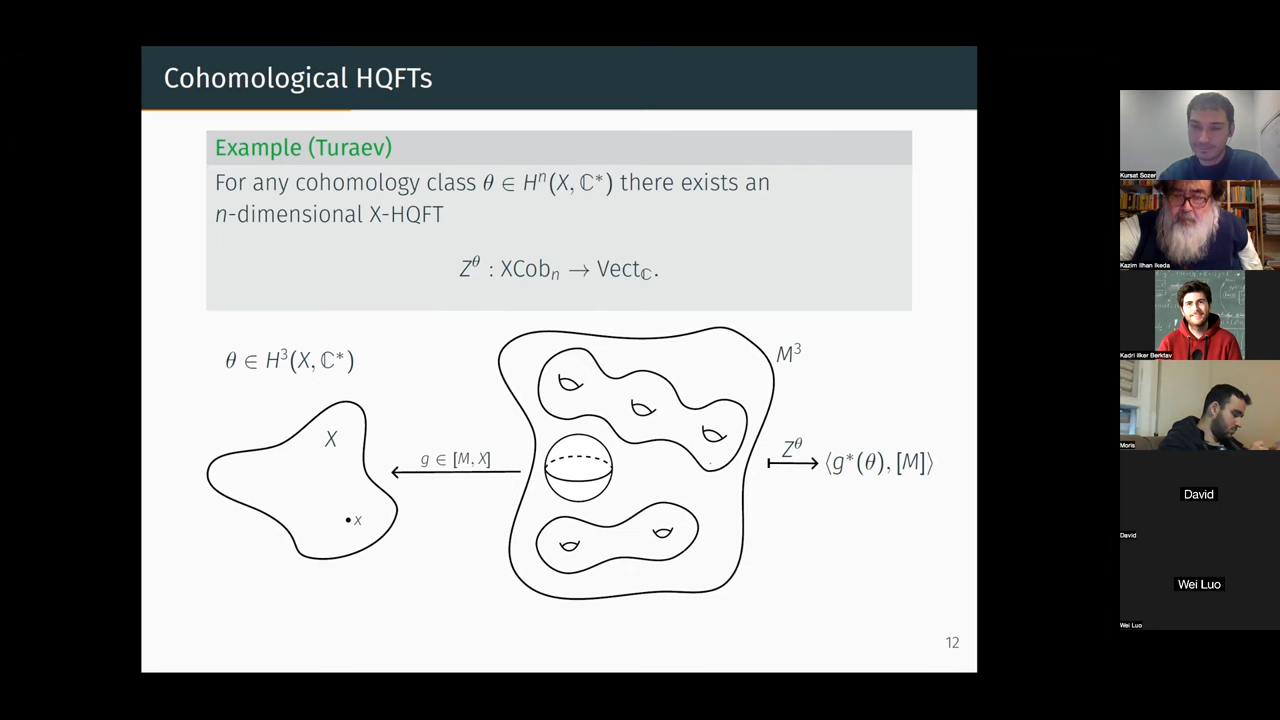 Cohomological HQFTs
Example (Turaev)
For any cohomology class θ ∈ Hⁿ(X, ℂ*) there exists an
n-dimensional X-HQFT
Z^θ : XCobₙ → Vect_ℂ.
θ ∈ H³(X, ℂ*)
X
x
g ∈ [M, X]
M³
Z^θ
⟨g*(θ), [M]⟩
12
Kursat Sozer
Kazim Ilhan Ikeda
Kadri ilker Berktav
Moris
David
David
Wei Luo
Wei Luo